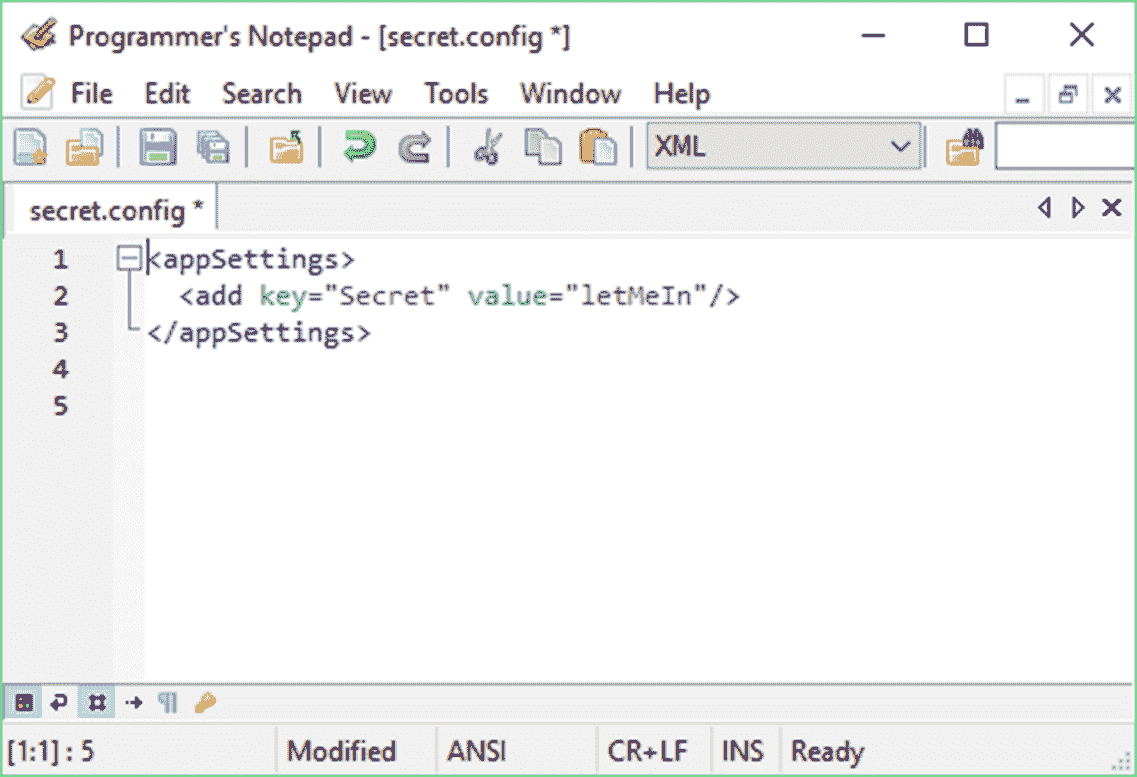 Programmer's Notepad - [secret.config *]
File Edit Search View Tools Window Help
XML
secret.config *
1 <appSettings>
2 <add key="Secret" value="letMeIn"/>
3 </appSettings>
4
5
[1:1] : 5 Modified ANSI CR+LF INS Ready